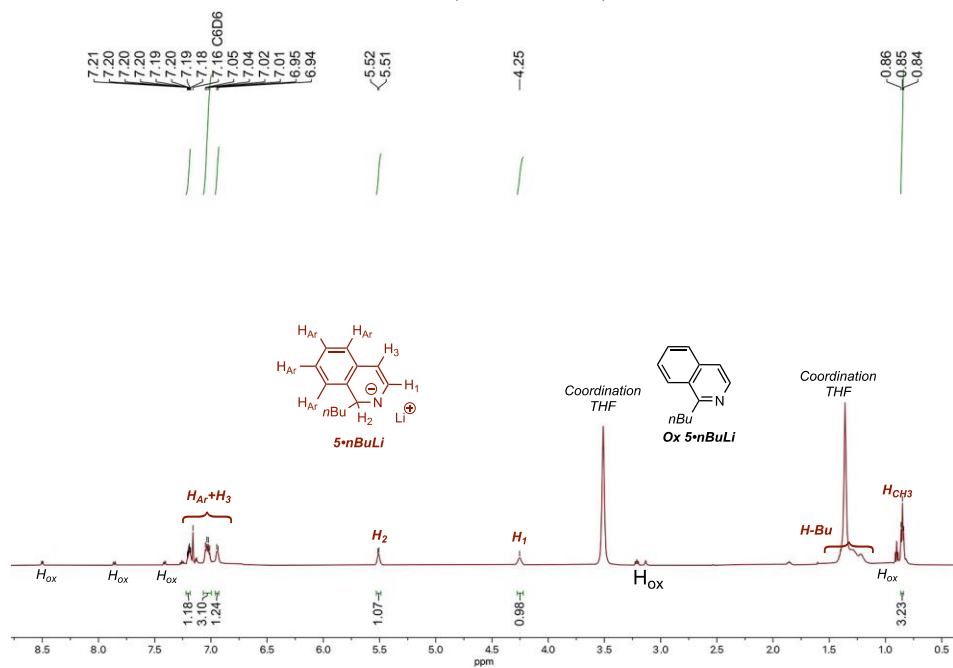 7.21
7.20
7.20
7.20
7.19
7.20
7.19
7.18
7.16 C6D6
7.05
7.04
7.02
7.01
6.95
6.94
5.52
5.51
4.25
0.86
0.85
0.84
HAr
HAr
HAr
HAr
H3
H1
H2
nBu
N
⊖
Li⊕
5•nBuLi
Coordination
THF
nBu
N
Ox 5•nBuLi
Coordination
THF
HAr+H3
H2
H1
H-Bu
HCH3
Hox
Hox
Hox
Hox
Hox
1.18
3.10
1.24
1.07
0.98
3.23
8.5 8.0 7.5 7.0 6.5 6.0 5.5 5.0 4.5 4.0 3.5 3.0 2.5 2.0 1.5 1.0 0.5
ppm